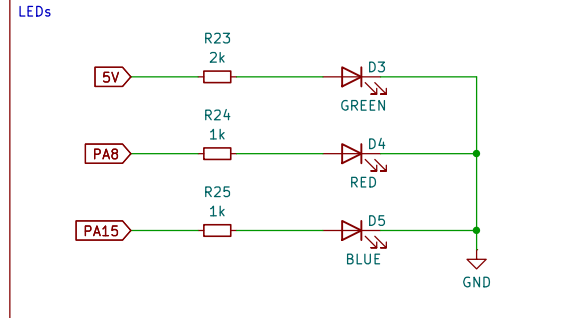 LEDs
R23
2k
5V
D3
GREEN
R24
1k
PA8
D4
RED
R25
1k
PA15
D5
BLUE
GND